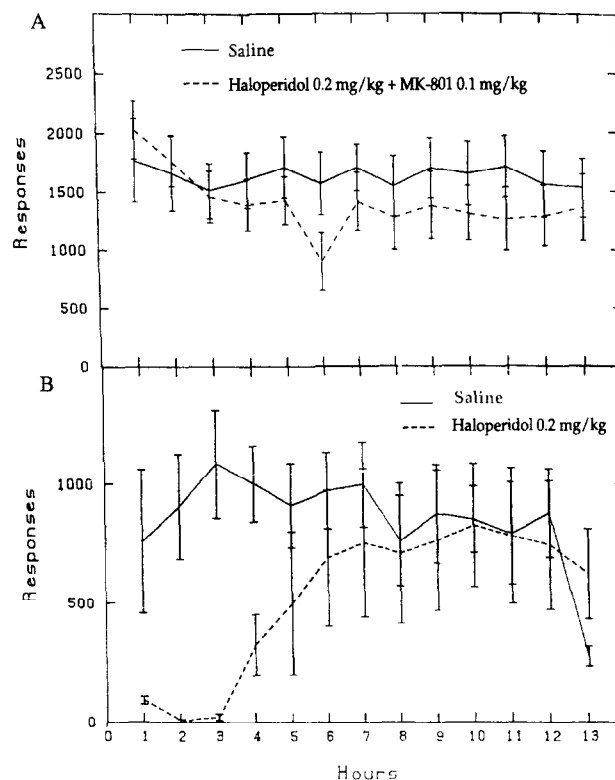 A
Saline
Haloperidol 0.2 mg/kg + MK-801 0.1 mg/kg
2500
2000
1500
1000
500
0
Responses
B
Saline
Haloperidol 0.2 mg/kg
1000
500
0
Responses
0 1 2 3 4 5 6 7 8 9 10 11 12 13
Hours